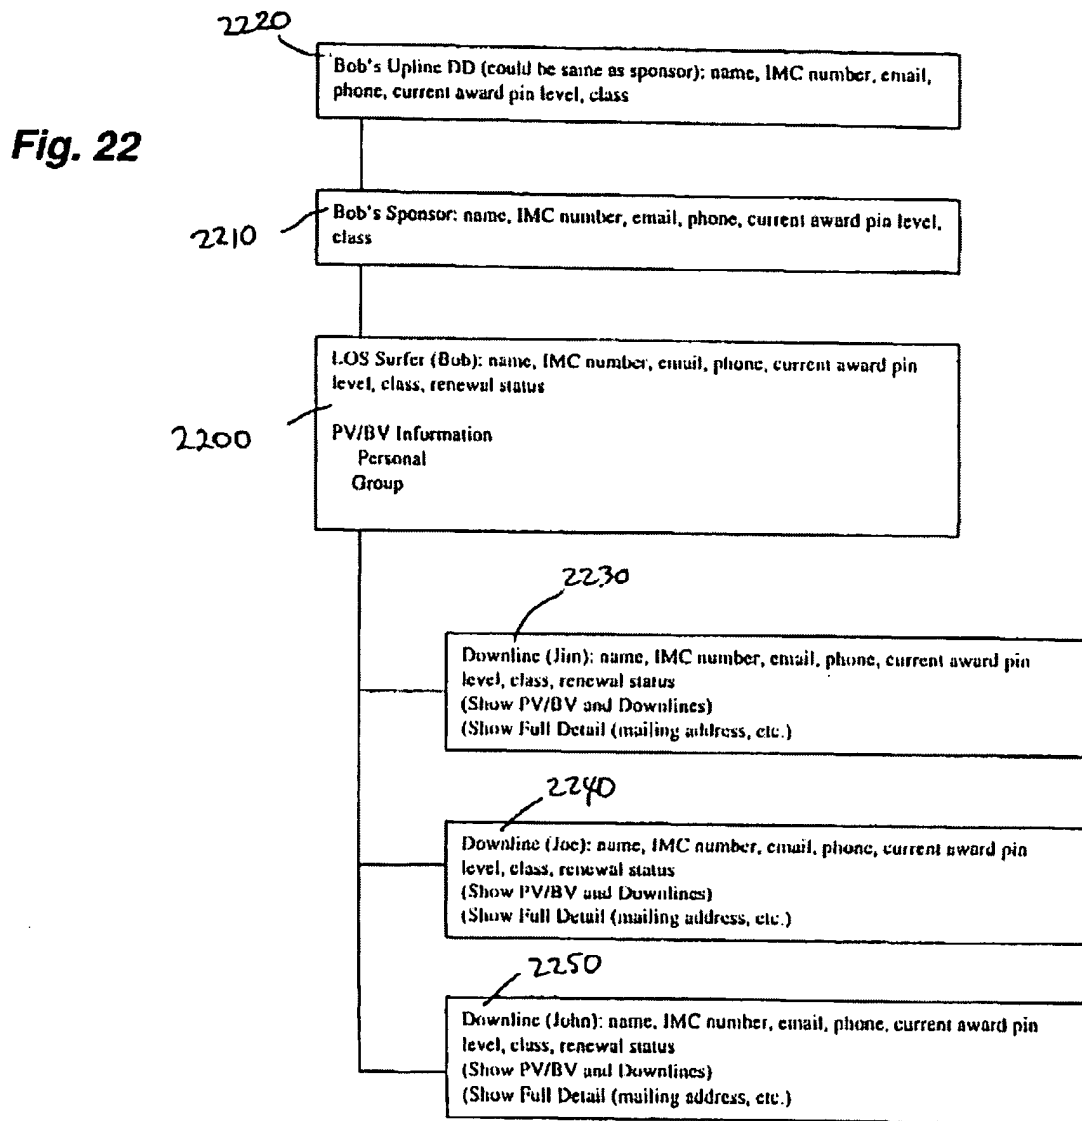 2220
Bob's Upline DD (could be same as sponsor): name, IMC number, email,
phone, current award pin level, class
Fig. 22
2210
Bob's Sponsor: name, IMC number, email, phone, current award pin level,
class
LOS Surfer (Bob): name, IMC number, email, phone, current award pin
level, class, renewal status
2200
PV/BV Information
Personal
Group
2230
Downline (Jim): name, IMC number, email, phone, current award pin
level, class, renewal status
(Show PV/BV and Downlines)
(Show Full Detail (mailing address, etc.)
2240
Downline (Joe): name, IMC number, email, phone, current award pin
level, class, renewal status
(Show PV/BV and Downlines)
(Show Full Detail (mailing address, etc.)
2250
Downline (John): name, IMC number, email, phone, current award pin
level, class, renewal status
(Show PV/BV and Downlines)
(Show Full Detail (mailing address, etc.)